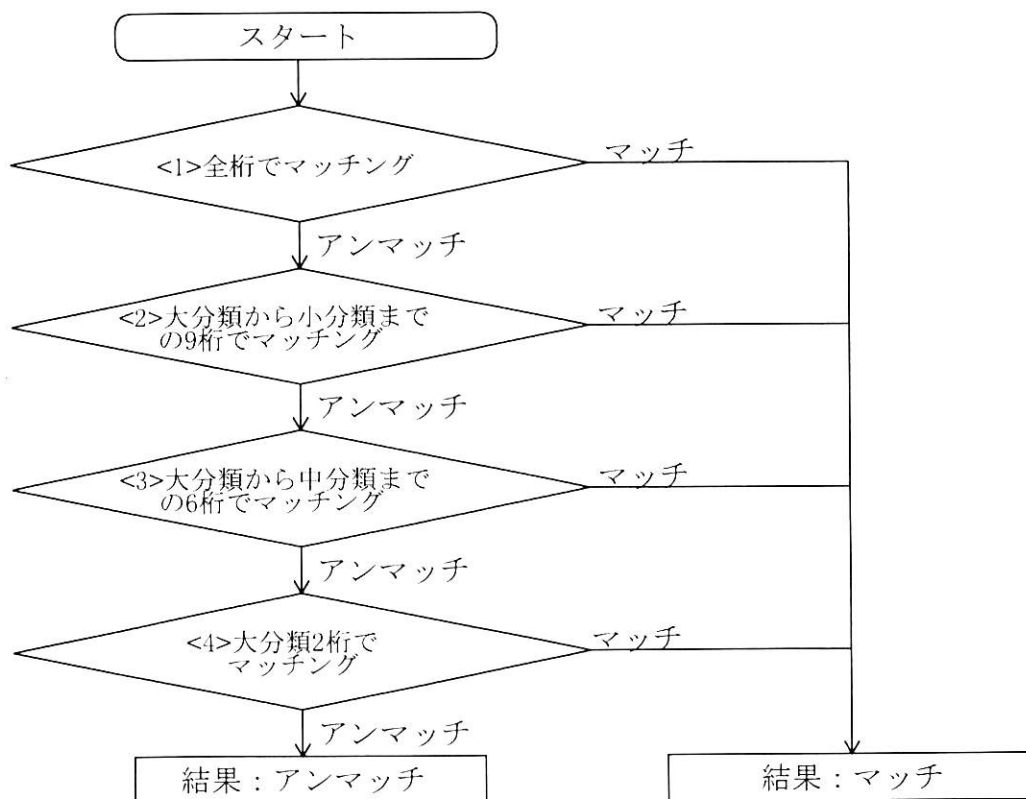 スタート
<1>全桁でマッチング
マッチ
アンマッチ
<2>大分類から小分類まで
の9桁でマッチング
マッチ
アンマッチ
<3>大分類から中分類まで
の6桁でマッチング
マッチ
アンマッチ
<4>大分類2桁で
マッチング
マッチ
アンマッチ
結果：アンマッチ
結果：マッチ